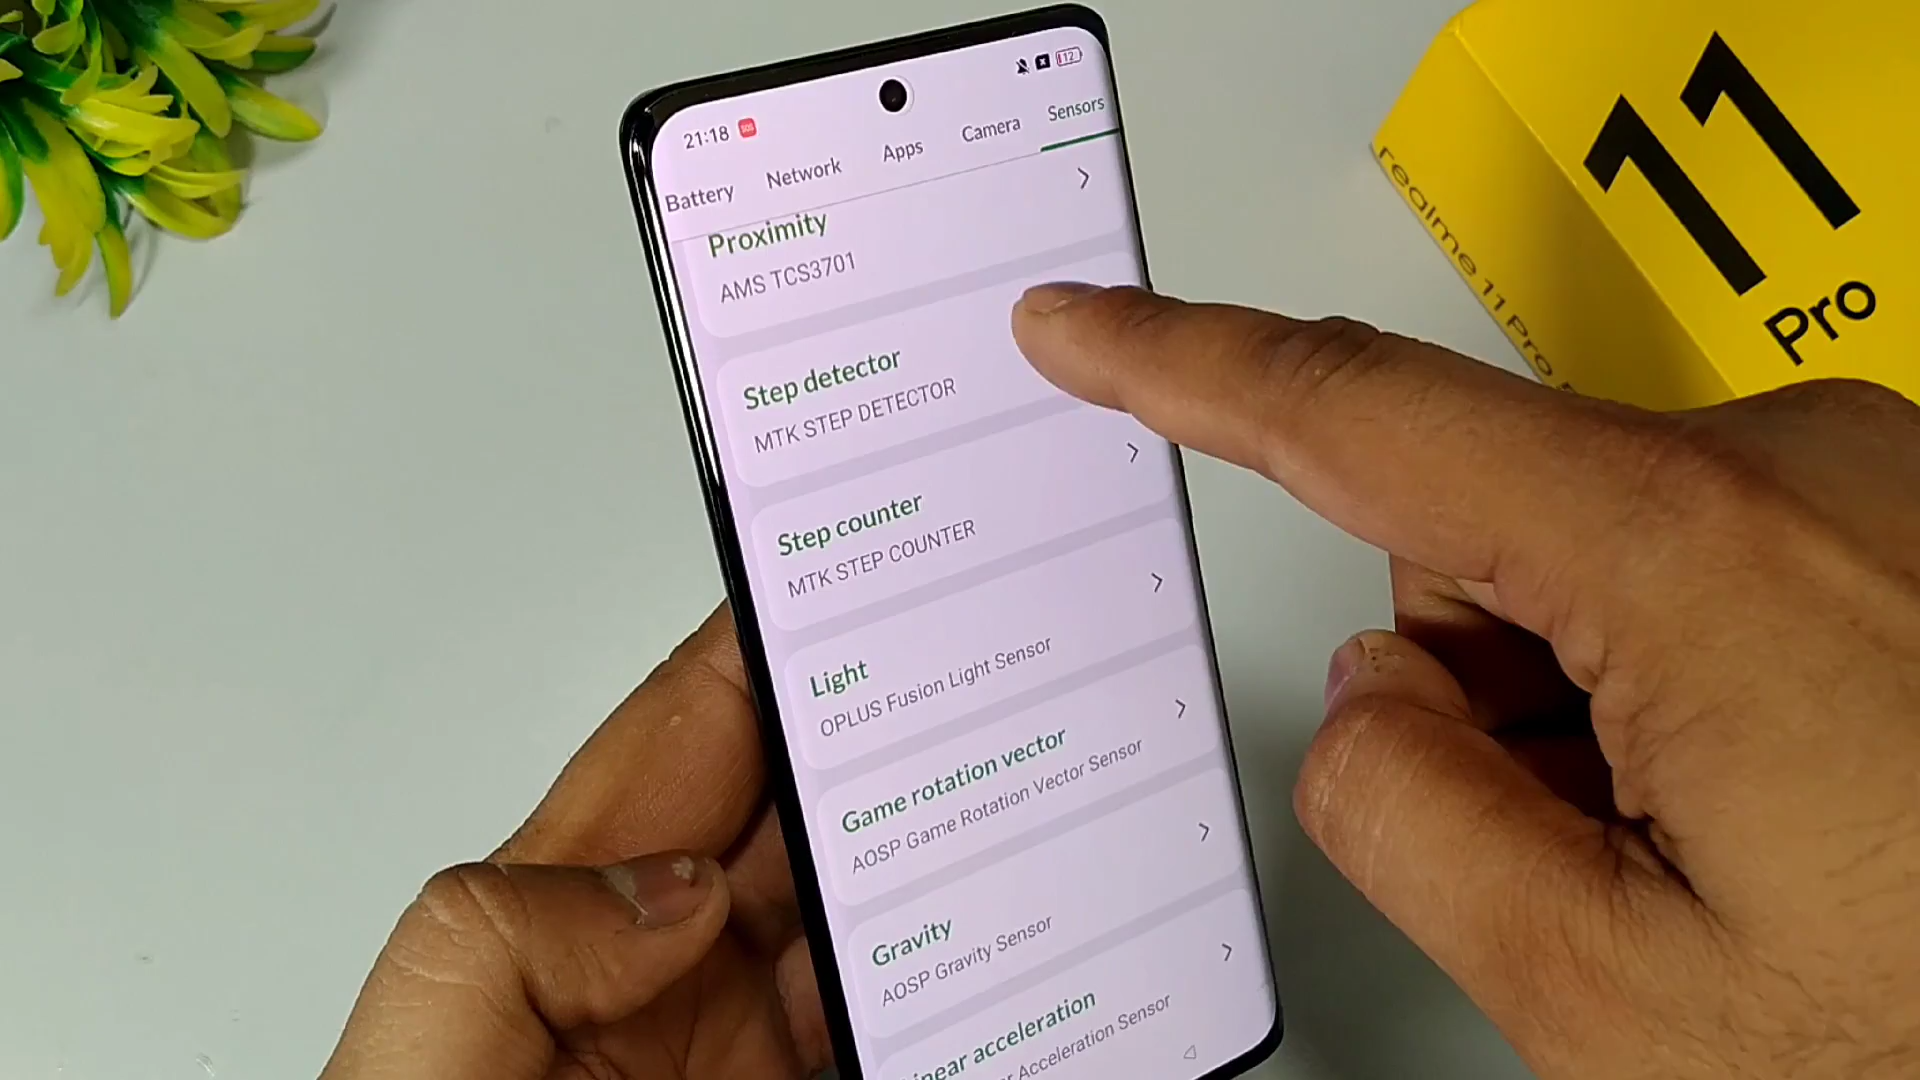 21:18 SOS
12
Battery Network Apps Camera Sensors
Proximity
AMS TCS3701
Step detector
MTK STEP DETECTOR
Step counter
MTK STEP COUNTER
Light
OPLUS Fusion Light Sensor
Game rotation vector
AOSP Game Rotation Vector Sensor
Gravity
AOSP Gravity Sensor
acceleration
Acceleration Sensor
11
Pro
realme 11 Pro